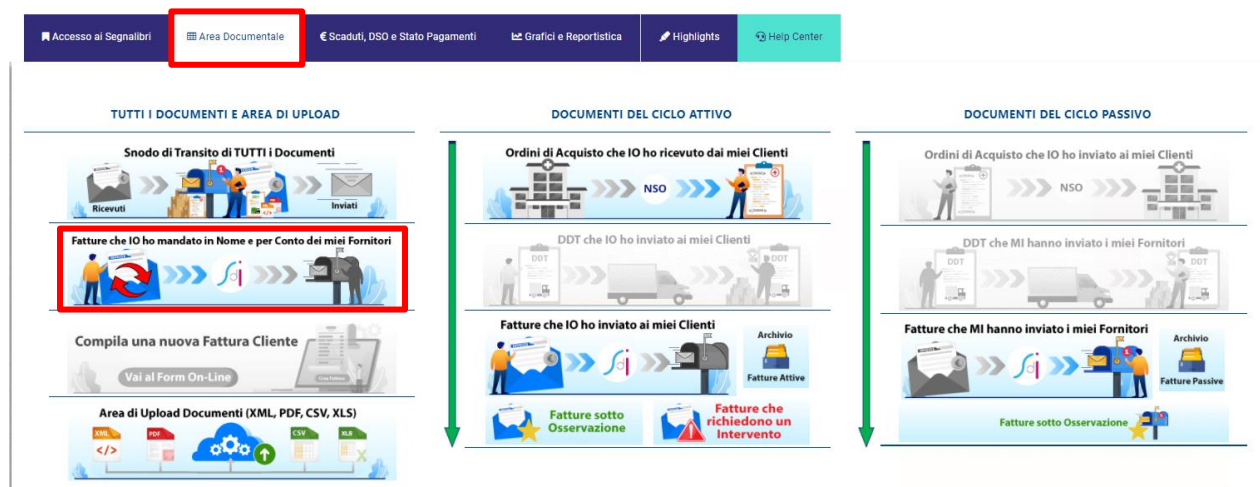 Accesso ai Segnalibri
Area Documentale
€ Scaduti, DSO e Stato Pagamenti
Grafici e Reportistica
Highlights
Help Center
TUTTI I DOCUMENTI E AREA DI UPLOAD
Snodo di Transito di TUTTI i Documenti
Ricevuti
Inviati
Fatture che IO ho mandato in Nome e per Conto dei miei Fornitori
Sdi
Compila una nuova Fattura Cliente
Vai al Form On-Line
Area di Upload Documenti (XML, PDF, CSV, XLS)
XML
PDF
CSV
XLS
DOCUMENTI DEL CICLO ATTIVO
Ordini di Acquisto che IO ho ricevuto dai miei Clienti
NSO
DDT che IO ho inviato ai miei Clienti
DDT
DDT
Fatture che IO ho inviato ai miei Clienti
Sdi
Archivio
Fatture Attive
Fatture sotto
Osservazione
Fatture che
richiedono un
Intervento
DOCUMENTI DEL CICLO PASSIVO
Ordini di Acquisto che IO ho inviato ai miei Clienti
NSO
DDT che MI hanno inviato i miei Fornitori
DDT
DDT
Fatture che MI hanno inviato i miei Fornitori
Sdi
Archivio
Fatture Passive
Fatture sotto Osservazione